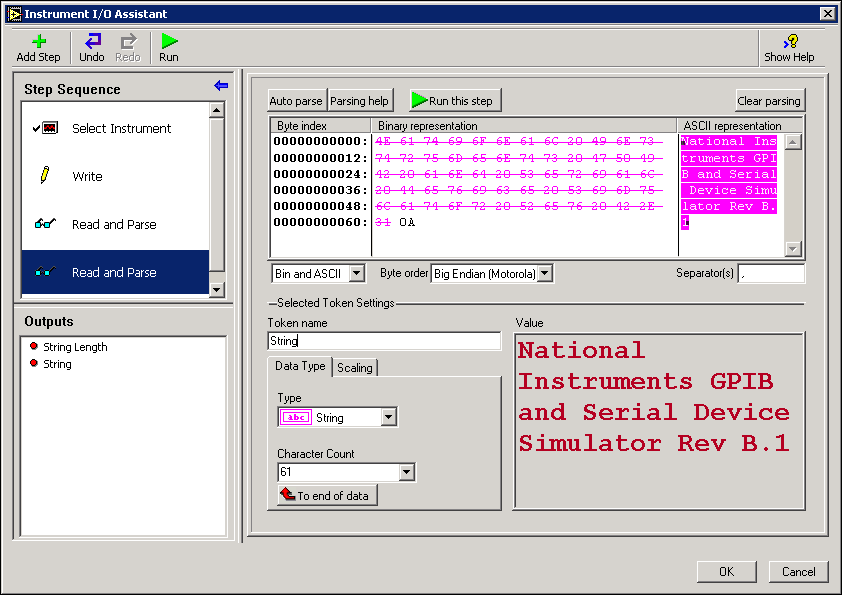 Instrument I/O Assistant
Add Step Undo Redo Run Show Help
Step Sequence
Select Instrument
Write
Read and Parse
Read and Parse
Outputs
String Length
String
Auto parse Parsing help Run this step Clear parsing
Byte index Binary representation ASCII representation
00000000000: 4E 61 74 69 6F 6E 61 6C 20 49 6E 73 National Ins
00000000012: 74 72 75 6D 65 6E 74 73 20 47 50 49 truments GPI
00000000024: 42 20 61 6E 64 20 53 65 72 69 61 6C B and Serial
00000000036: 20 44 65 76 69 63 65 20 53 69 6D 75 Device Simu
00000000048: 6C 61 74 6F 72 20 52 65 76 20 42 2E lator Rev B.
00000000060: 31 0A 1
Bin and ASCII Byte order Big Endian (Motorola) Separator(s) ,
Selected Token Settings
Token name
String
Data Type Scaling
Type
abc String
Character Count
61
To end of data
Value
National
Instruments GPIB
and Serial Device
Simulator Rev B.1
OK Cancel